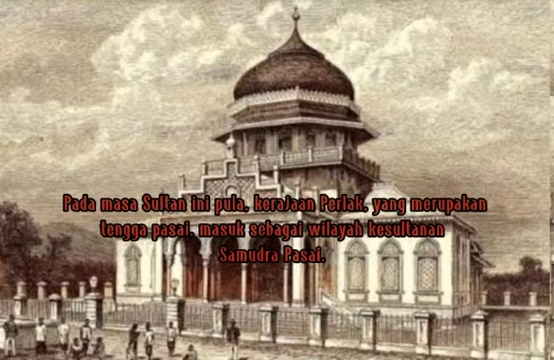 Pada masa Sultan ini pula, kerajaan Perlak, yang merupakan
tengga pasai, masuk sebagai wilayah kesultanan
Samudra Pasai.